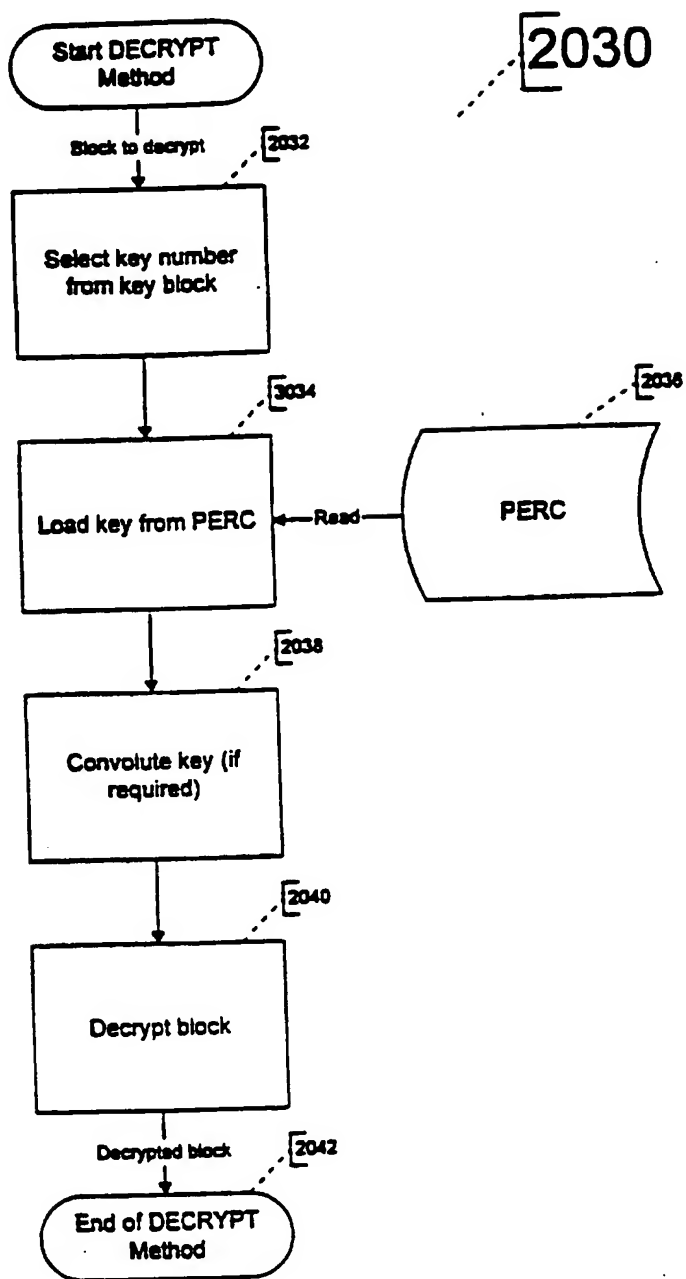 Start DECRYPT
Method
2030
Block to decrypt
2032
Select key number
from key block
3034
2036
Load key from PERC
Read
PERC
2038
Convolute key (if
required)
2040
Decrypt block
Decrypted block
2042
End of DECRYPT
Method